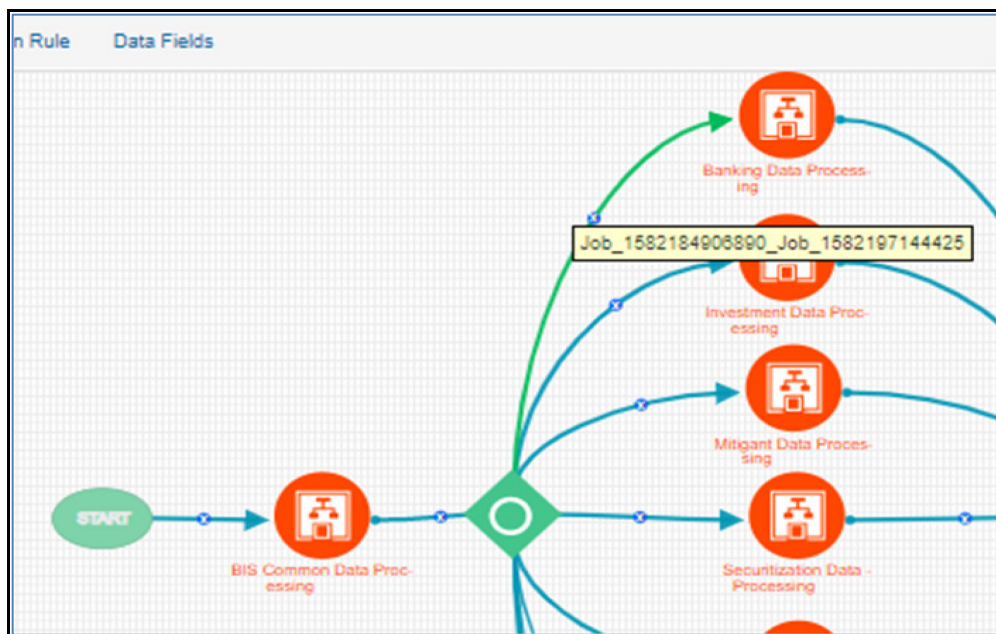 n Rule Data Fields
Banking Data Process-
ing
Job_1582184906890_Job_1582197144425
Investment Data Proc-
essing
Mitigant Data Proces-
sing
START
BIS Common Data Proc-
essing
Securitization Data -
Processing